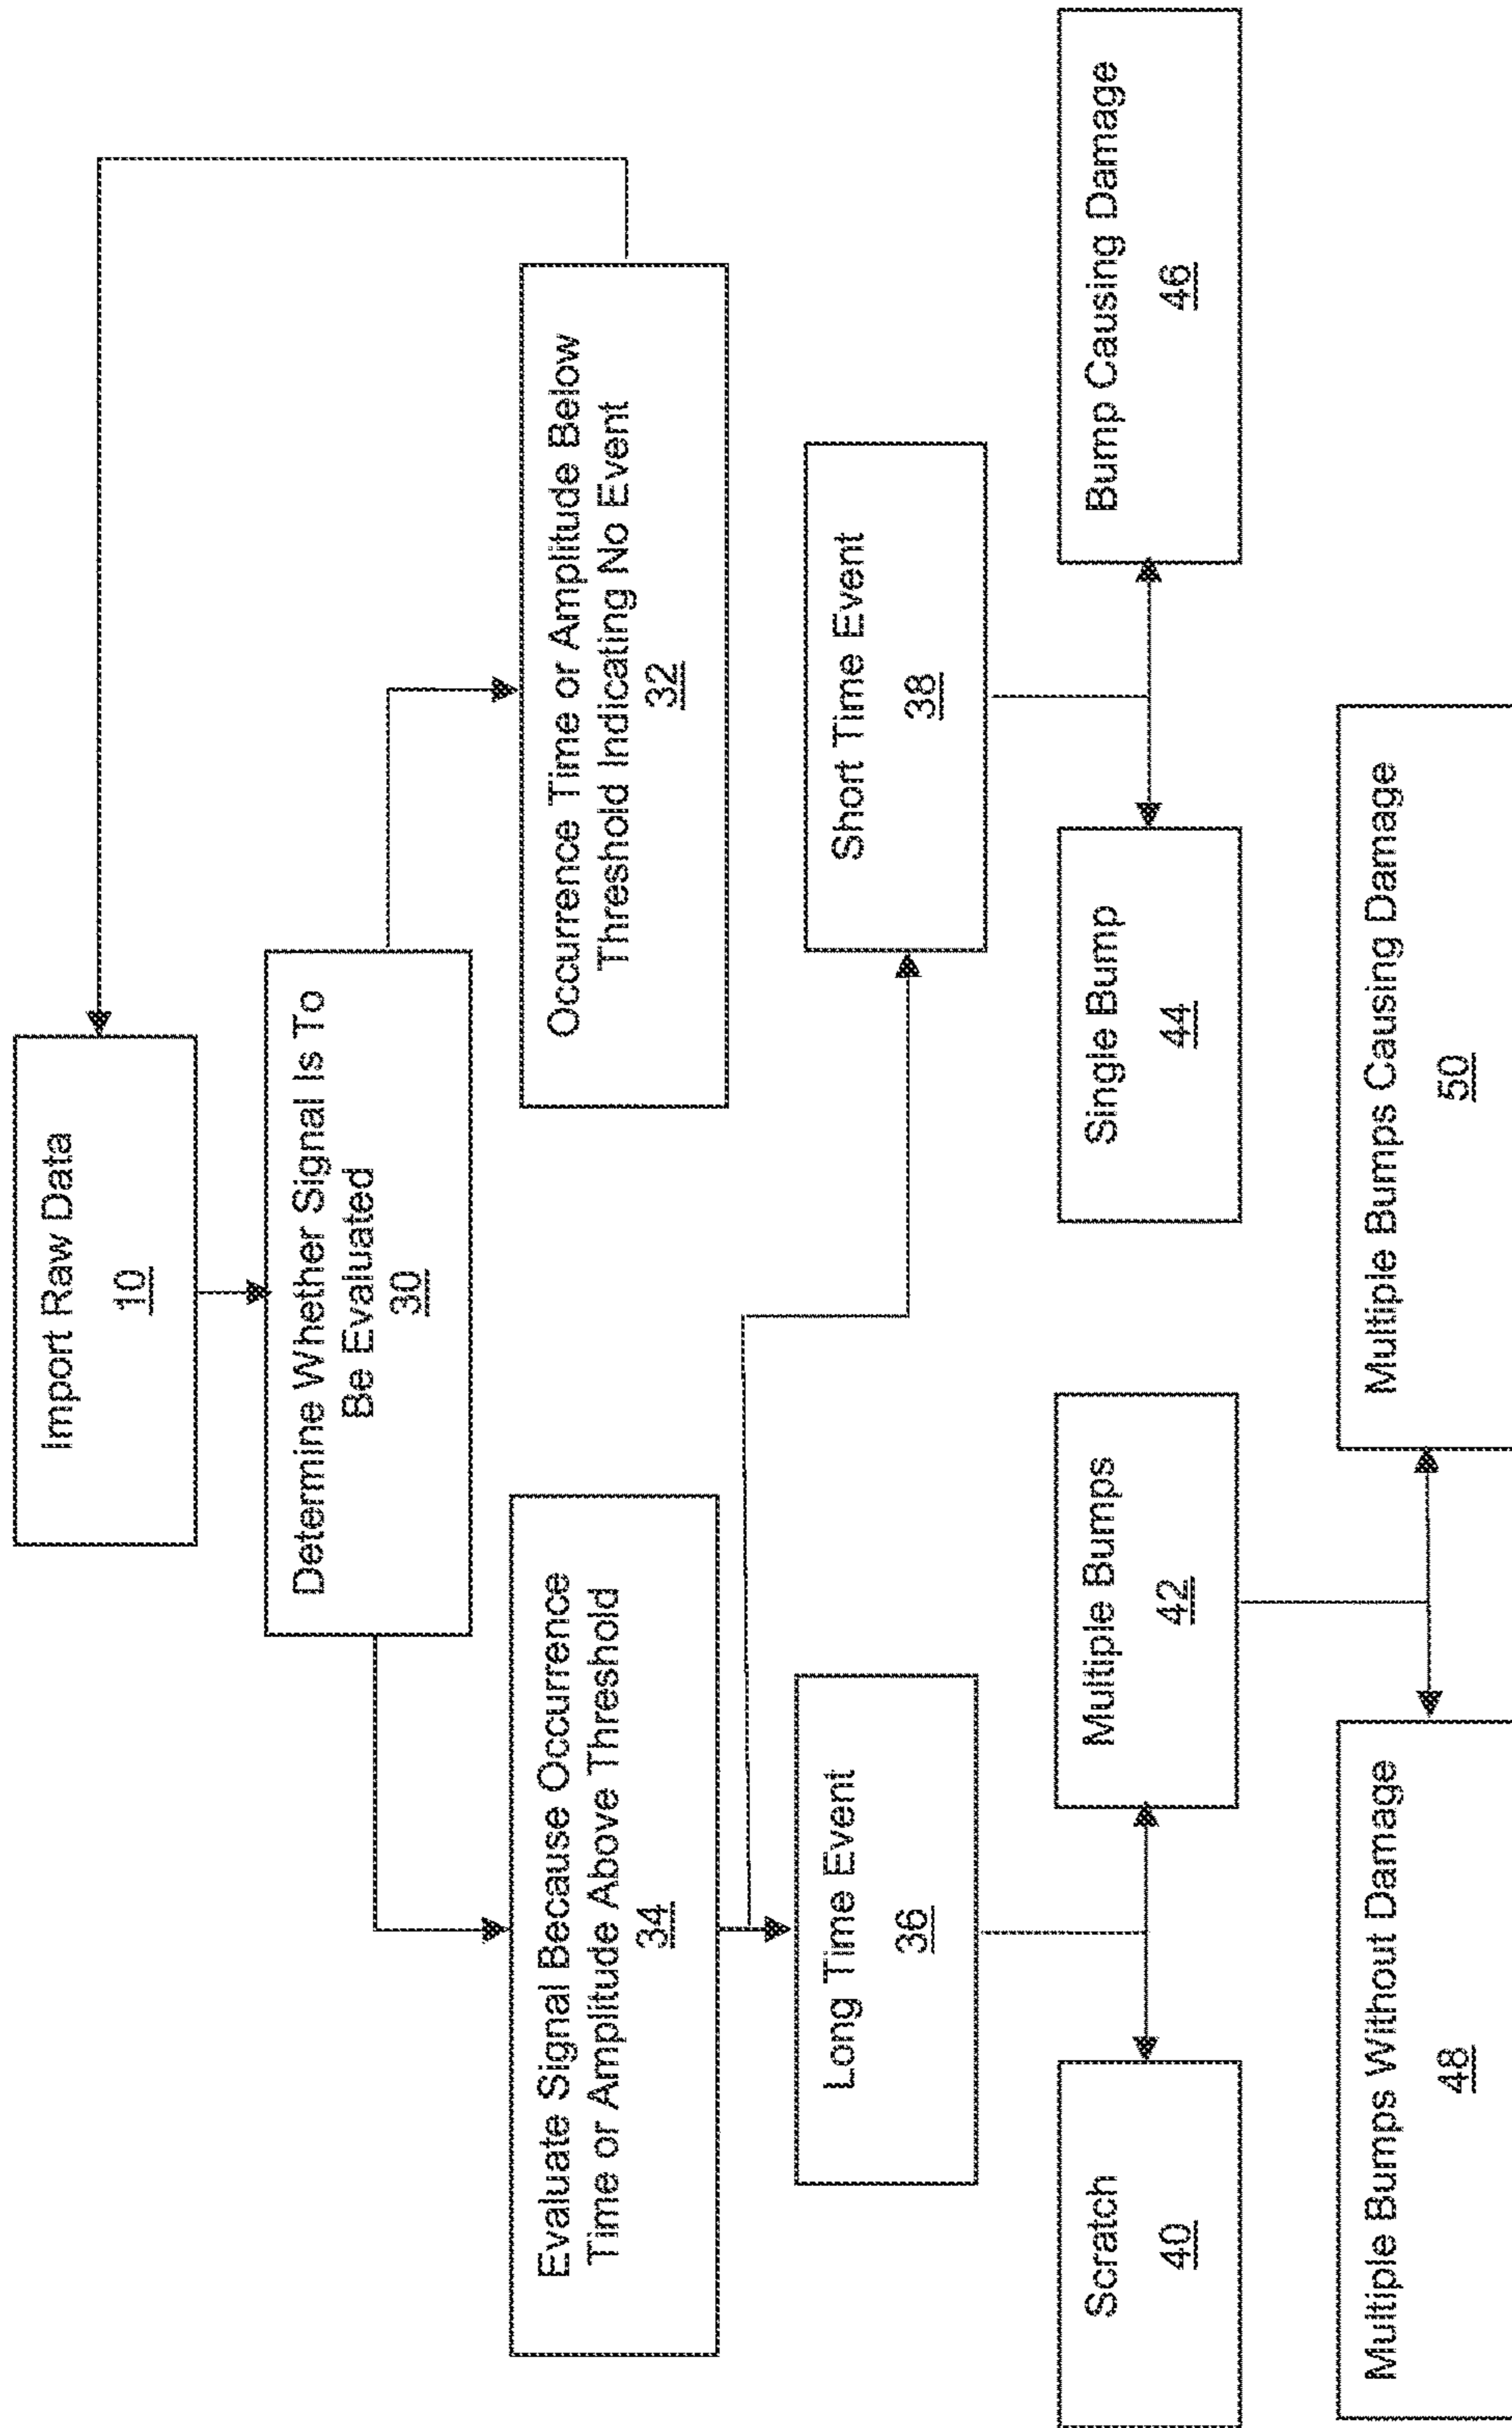 Import Raw Data
10
Determine Whether Signal Is To
Be Evaluated
30
Evaluate Signal Because Occurrence
Time or Amplitude Above Threshold
34
Occurrence Time or Amplitude Below
Threshold Indicating No Event
32
Long Time Event
36
Short Time Event
38
Scratch
40
Multiple Bumps
42
Single Bump
44
Bump Causing Damage
46
Multiple Bumps Without Damage
48
Multiple Bumps Causing Damage
50